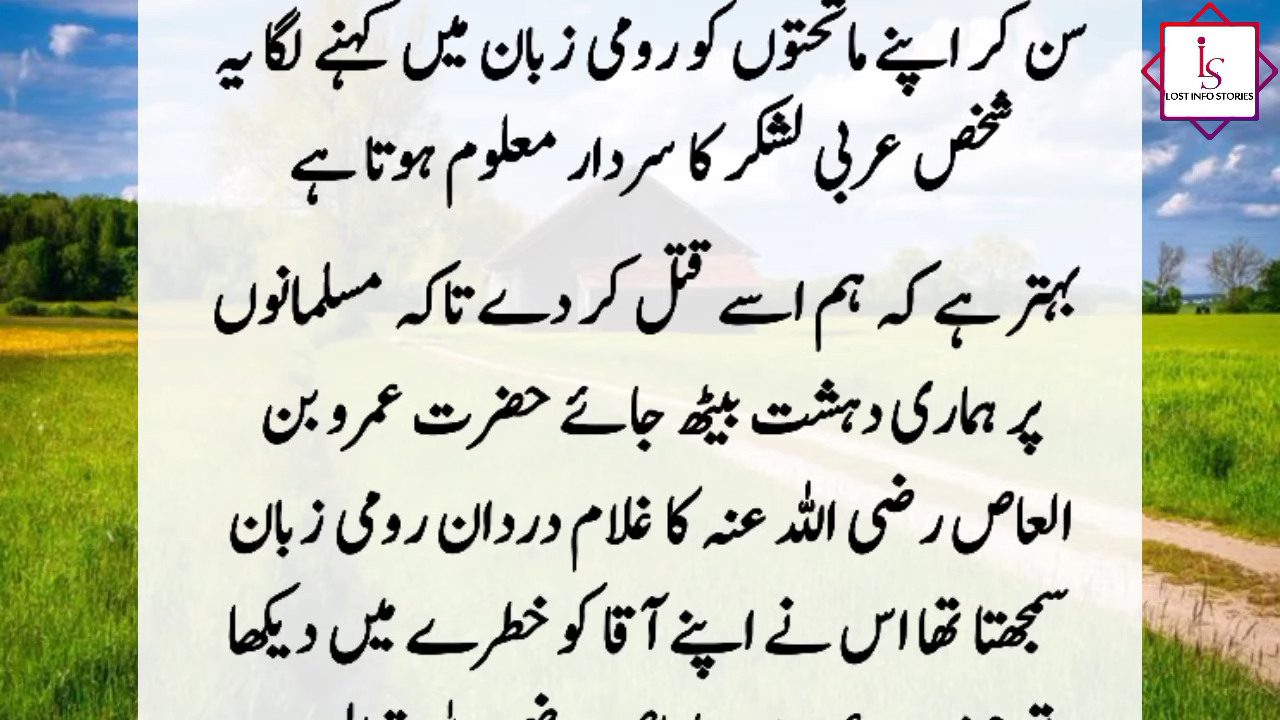 سن کر اپنے ماتحتوں کو رومی زبان میں کہنے لگا یہ
شخص عربی لشکر کا سردار معلوم ہوتا ہے
بہتر ہے کہ ہم اسے قتل کر دے تاکہ مسلمانوں
پر ہماری دہشت بیٹھ جائے حضرت عمرو بن
العاص رضی اللہ عنہ کا غلام دردان رومی زبان
سمجھتا تھا اس نے اپنے آقا کو خطرے میں دیکھا
LS
LOST INFO STORIES